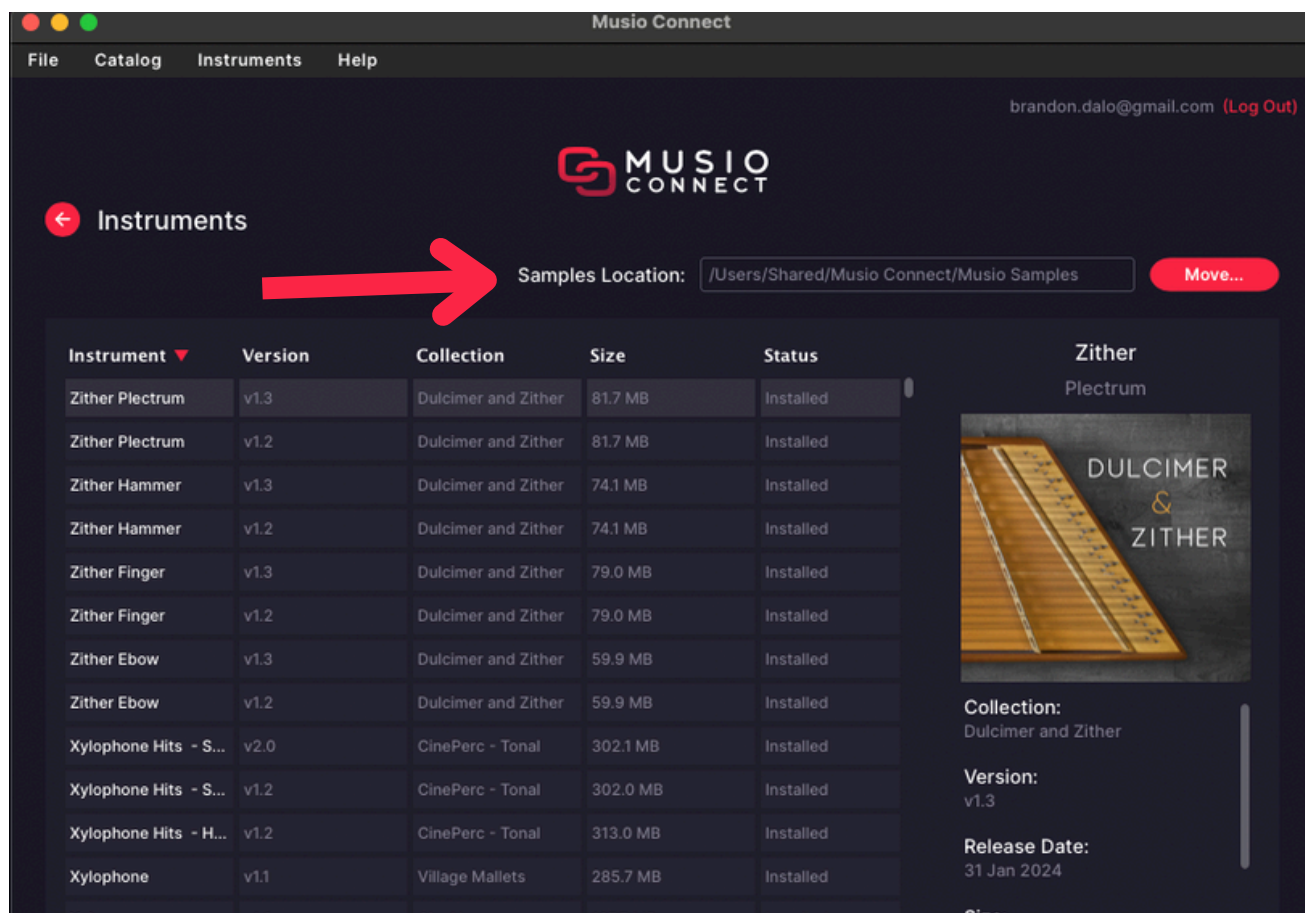 Musio Connect
File Catalog Instruments Help
brandon.dalo@gmail.com (Log Out)
MUSIO
CONNECT
Instruments
Samples Location: /Users/Shared/Musio Connect/Musio Samples Move...
Instrument Version Collection Size Status
Zither Plectrum v1.3 Dulcimer and Zither 81.7 MB Installed
Zither Plectrum v1.2 Dulcimer and Zither 81.7 MB Installed
Zither Hammer v1.3 Dulcimer and Zither 74.1 MB Installed
Zither Hammer v1.2 Dulcimer and Zither 74.1 MB Installed
Zither Finger v1.3 Dulcimer and Zither 79.0 MB Installed
Zither Finger v1.2 Dulcimer and Zither 79.0 MB Installed
Zither Ebow v1.3 Dulcimer and Zither 59.9 MB Installed
Zither Ebow v1.2 Dulcimer and Zither 59.9 MB Installed
Xylophone Hits - S... v2.0 CinePerc - Tonal 302.1 MB Installed
Xylophone Hits - S... v1.2 CinePerc - Tonal 302.0 MB Installed
Xylophone Hits - H... v1.2 CinePerc - Tonal 313.0 MB Installed
Xylophone v1.1 Village Mallets 285.7 MB Installed
Zither
Plectrum
DULCIMER
&
ZITHER
Collection:
Dulcimer and Zither
Version:
v1.3
Release Date:
31 Jan 2024